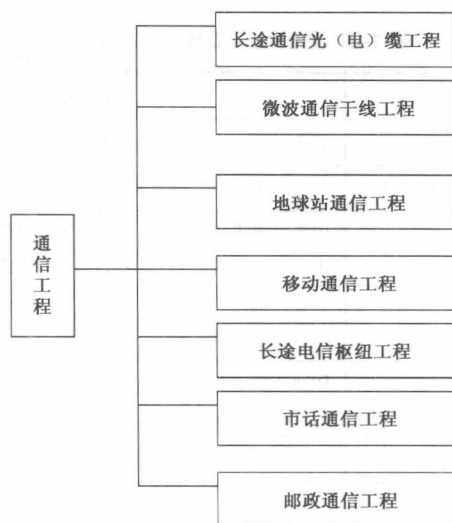 长途通信光（电）缆工程
微波通信干线工程
地球站通信工程
通信工程
移动通信工程
长途电信枢纽工程
市话通信工程
邮政通信工程